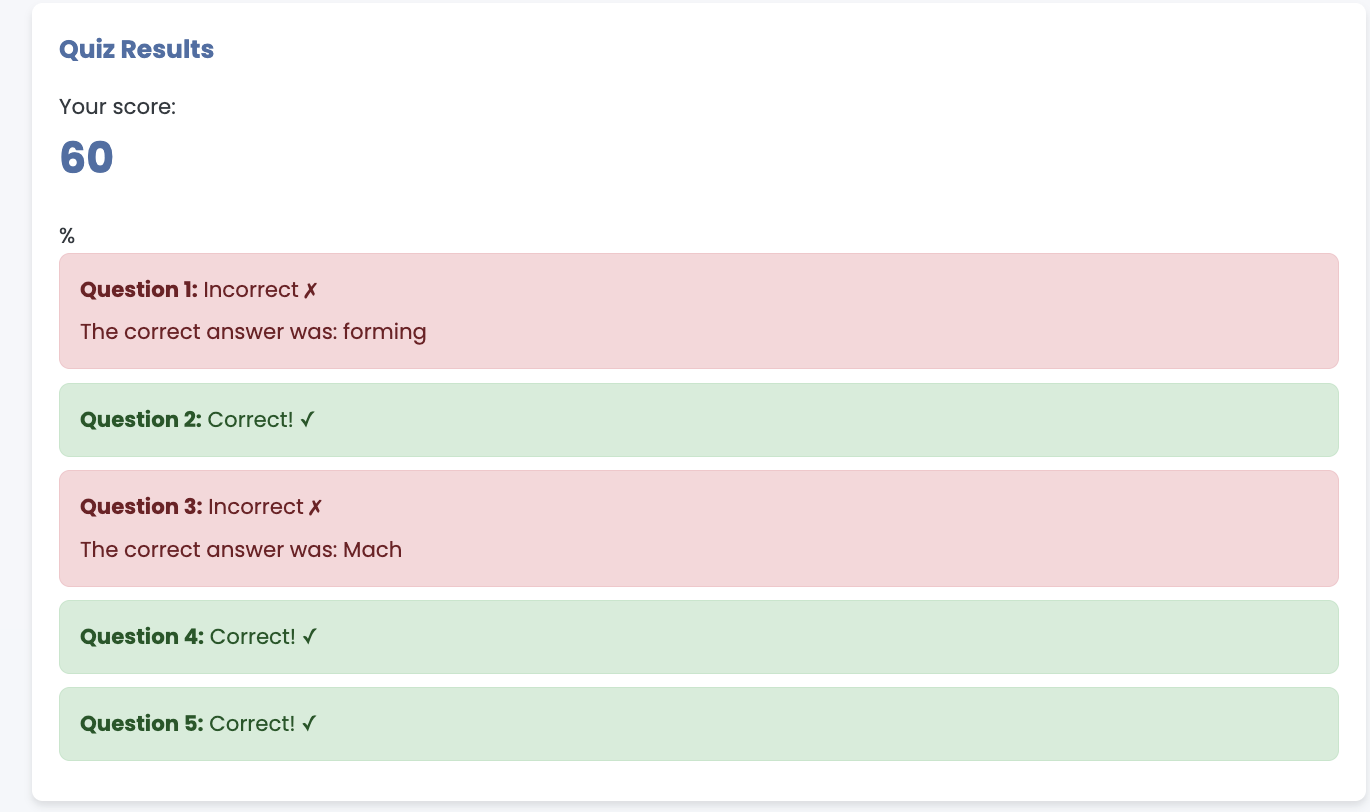 Quiz Results
Your score:
60
%
Question 1: Incorrect ✗
The correct answer was: forming
Question 2: Correct! ✓
Question 3: Incorrect ✗
The correct answer was: Mach
Question 4: Correct! ✓
Question 5: Correct! ✓